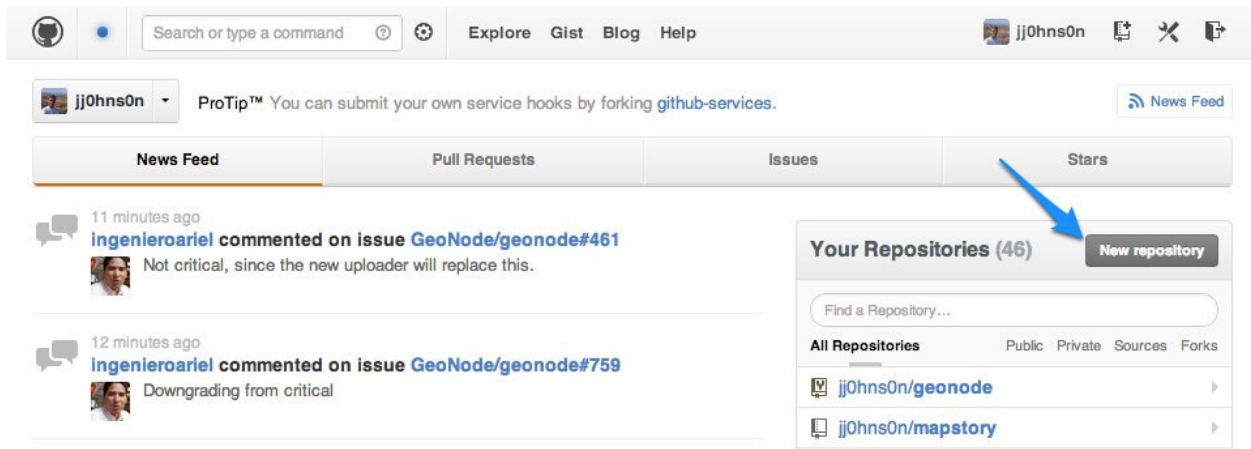 Search or type a command
Explore Gist Blog Help
jj0hns0n
jj0hns0n
ProTip™ You can submit your own service hooks by forking github-services.
News Feed
News Feed
Pull Requests
Issues
Stars
11 minutes ago
ingenieroariel commented on issue GeoNode/geonode#461
Not critical, since the new uploader will replace this.
12 minutes ago
ingenieroariel commented on issue GeoNode/geonode#759
Downgrading from critical
Your Repositories (46)
New repository
Find a Repository…
All Repositories Public Private Sources Forks
jj0hns0n/geonode
jj0hns0n/mapstory